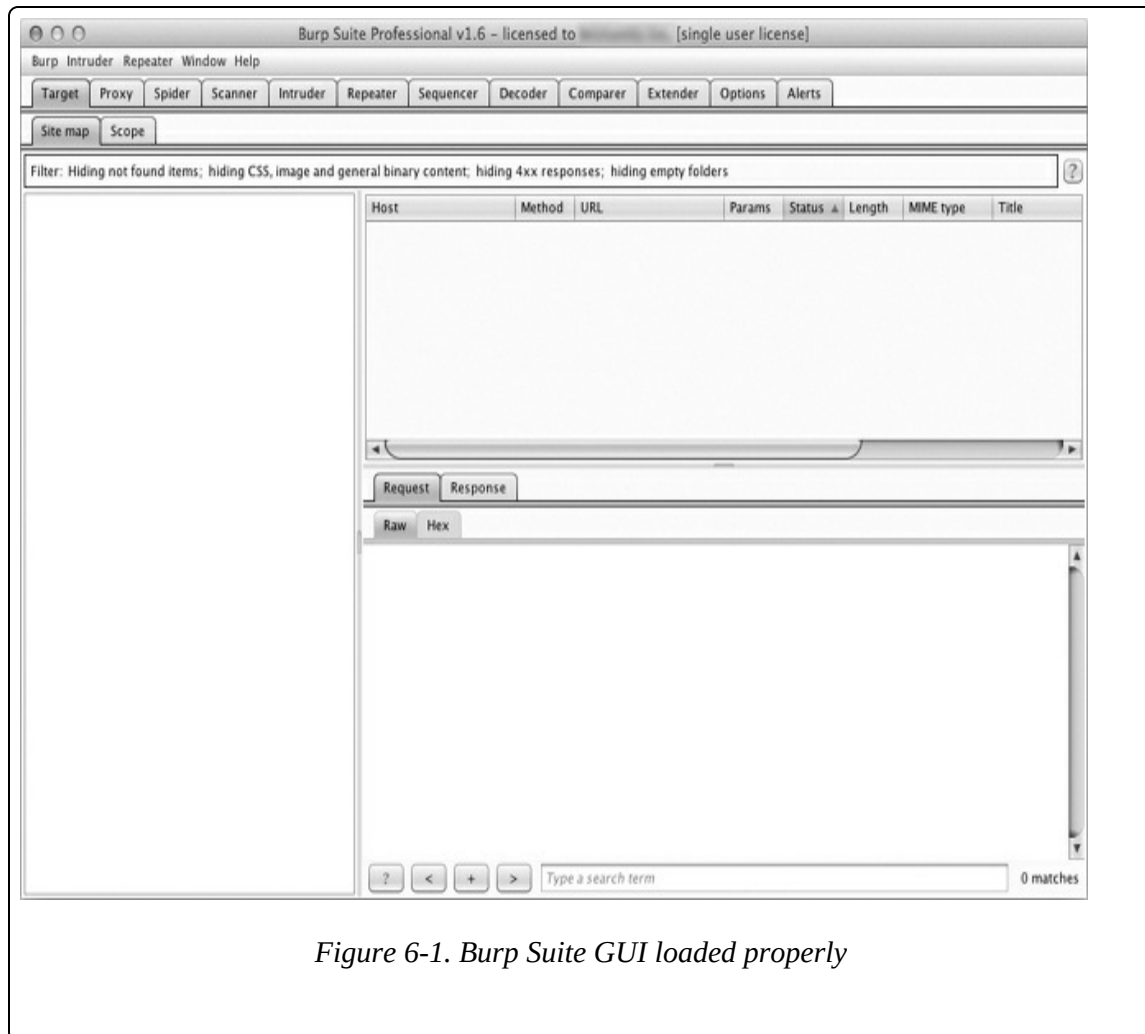 Burp Suite Professional v1.6 – licensed to [single user license]
Burp Intruder Repeater Window Help
Target Proxy Spider Scanner Intruder Repeater Sequencer Decoder Comparer Extender Options Alerts
Site map Scope
Filter: Hiding not found items; hiding CSS, image and general binary content; hiding 4xx responses; hiding empty folders ?
Host Method URL Params Status Length MIME type Title
Request Response
Raw Hex
? < + > Type a search term 0 matches
Figure 6-1. Burp Suite GUI loaded properly